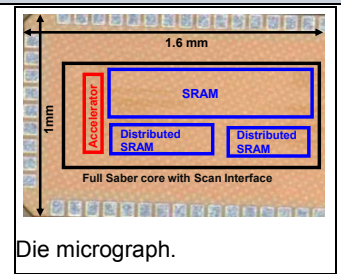 1.6 mm
1mm
Accelerator
SRAM
Distributed
SRAM
Distributed
SRAM
Full Saber core with Scan Interface
Die micrograph.